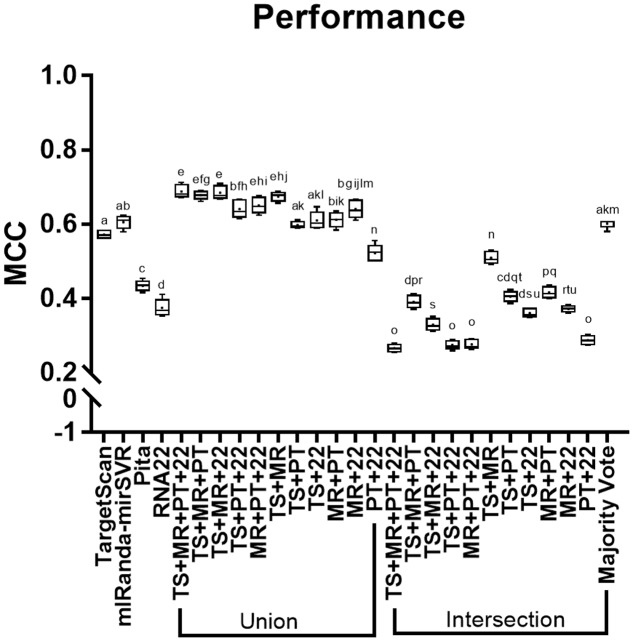 Performance
MCC
1.0
0.8
0.6
0.4
0.2
0
-1
a
ab
c
d
e
efg
e
bfh
ehi
ehj
ak
akl
bik
bgijlm
n
o
dpr
s
o
o
n
cdqt
dsu
pq
rtu
o
akm
TargetScan
mIRanda-mirSVR
Pita
RNA22
TS+MR+PT+22
TS+MR+PT
TS+MR+22
TS+PT+22
MR+PT+22
TS+MR
TS+PT
TS+22
MR+PT
MR+22
PT+22
TS+MR+PT+22
TS+MR+PT
TS+MR+22
TS+PT+22
MR+PT+22
TS+MR
TS+PT
TS+22
MR+PT
MR+22
PT+22
Majority Vote
Union
Intersection